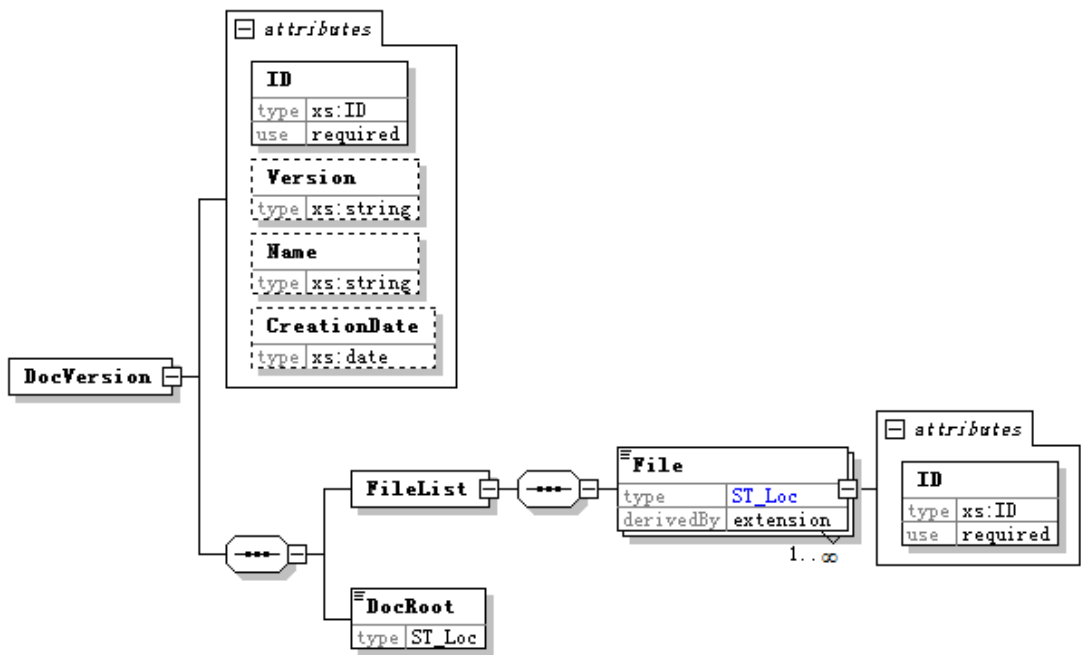 attributes
ID
type xs:ID
use required
Version
type xs:string
Name
type xs:string
CreationDate
type xs:date
DocVersion
FileList
File
type ST_Loc
derivedBy extension
1..∞
attributes
ID
type xs:ID
use required
DocRoot
type ST_Loc